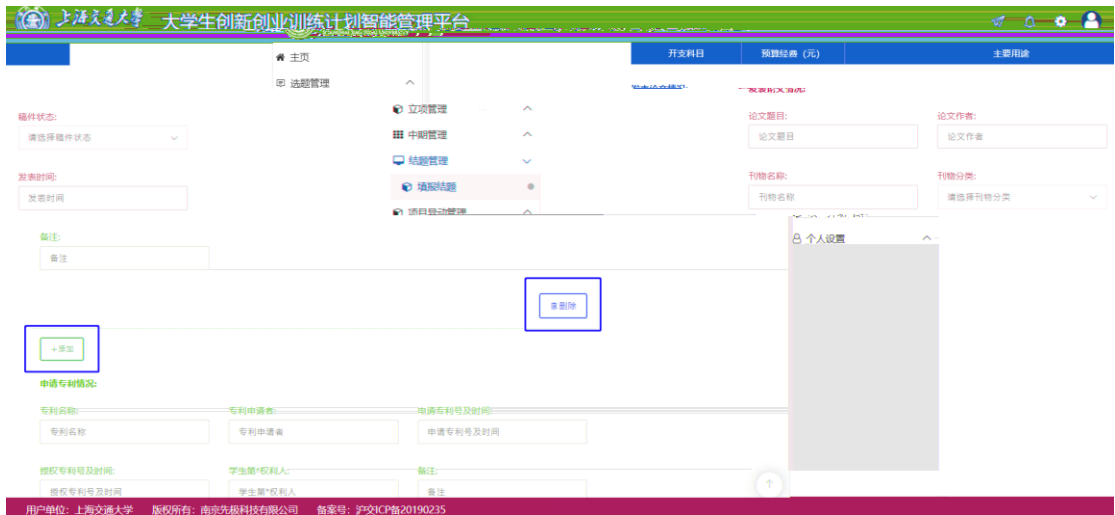 上海交通大学 大学生创新创业训练计划智能管理平台
开支科目 预算经费（元） 主要用途
主页
选题管理
立项管理
中期管理
结题管理
填报结题
项目异动管理
稿件状态:
请选择稿件状态
发表时间:
发表时间
发表论文情况:
论文题目: 论文作者:
论文题目 论文作者
刊物名称: 刊物分类:
刊物名称 请选择刊物分类
个人设置
备注:
备注
删除
+添加
申请专利情况:
专利名称: 专利申请者: 申请专利号及时间:
专利名称 专利申请者 申请专利号及时间
授权专利号及时间: 学生第*权利人: 备注:
授权专利号及时间 学生第*权利人 备注
用户单位：上海交通大学 版权所有：南京先极科技有限公司 备案号：沪交ICP备20190235